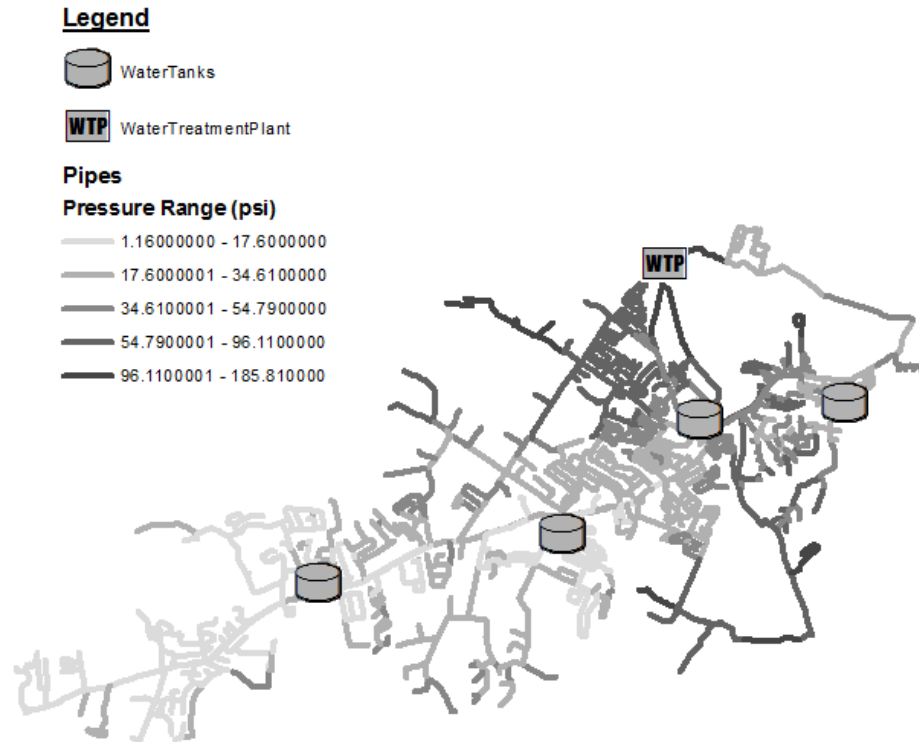 Legend
WaterTanks
WTP WaterTreatmentPlant
Pipes
Pressure Range (psi)
1.16000000 - 17.6000000
17.6000001 - 34.6100000
34.6100001 - 54.7900000
54.7900001 - 96.1100000
96.1100001 - 185.810000
WTP